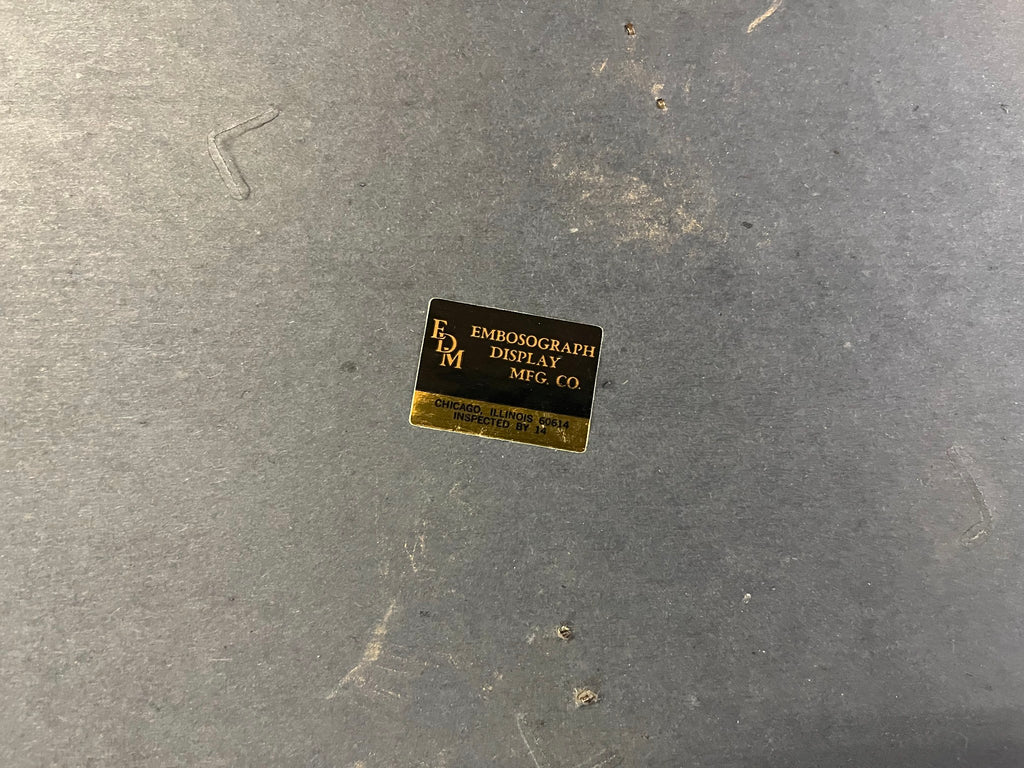 EDM
EMBOSOGRAPH
DISPLAY
MFG. CO.
CHICAGO, ILLINOIS 60614
INSPECTED BY 14